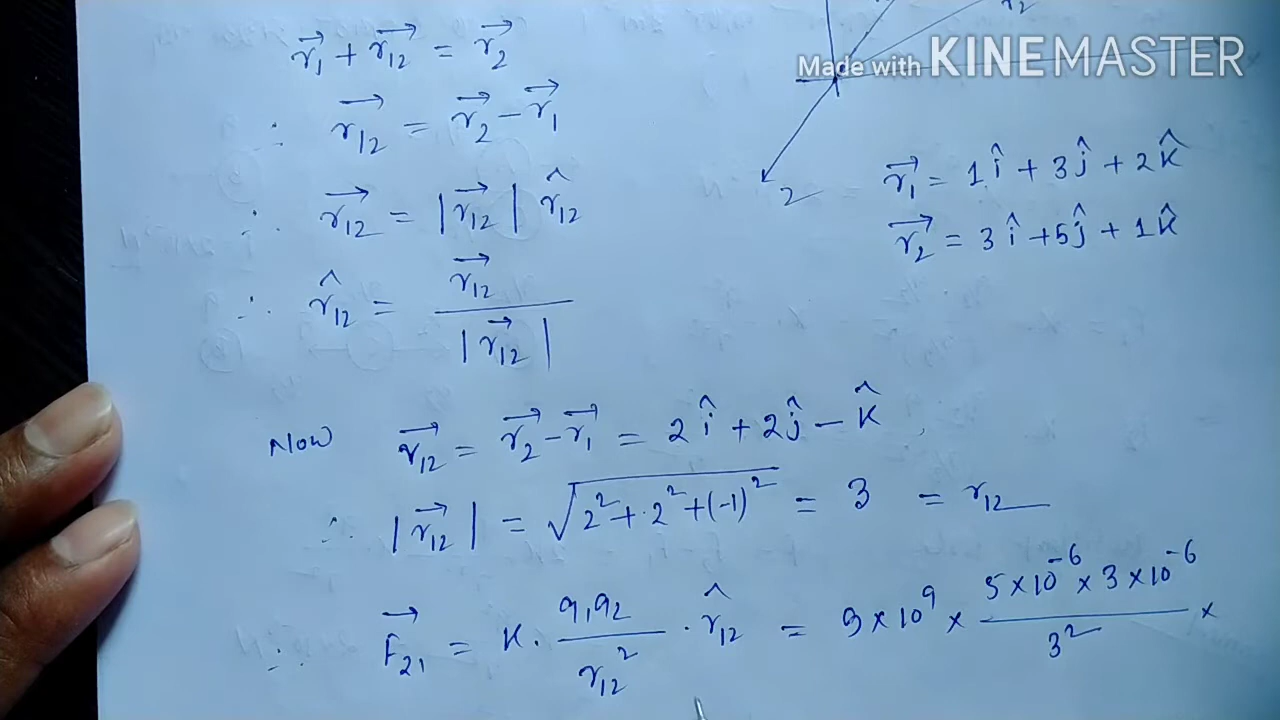 r₂
Made with KINEMASTER
r⃗₁ + r⃗₁₂ = r⃗₂
∴ r⃗₁₂ = r⃗₂ − r⃗₁
z
r⃗₁ = 1î + 3ĵ + 2k̂
∴ r⃗₁₂ = |r⃗₁₂| r̂₁₂
r⃗₂ = 3î + 5ĵ + 1k̂
∴ r̂₁₂ = r⃗₁₂ / |r⃗₁₂|
Now r⃗₁₂ = r⃗₂ − r⃗₁ = 2î + 2ĵ − k̂
∴ |r⃗₁₂| = √(2² + 2² + (-1)²) = 3 = r₁₂
∴ F⃗₂₁ = K · q₁q₂ / r₁₂² · r̂₁₂ = 9 × 10⁹ × 5 × 10⁻⁶ × 3 × 10⁻⁶ / 3² ×